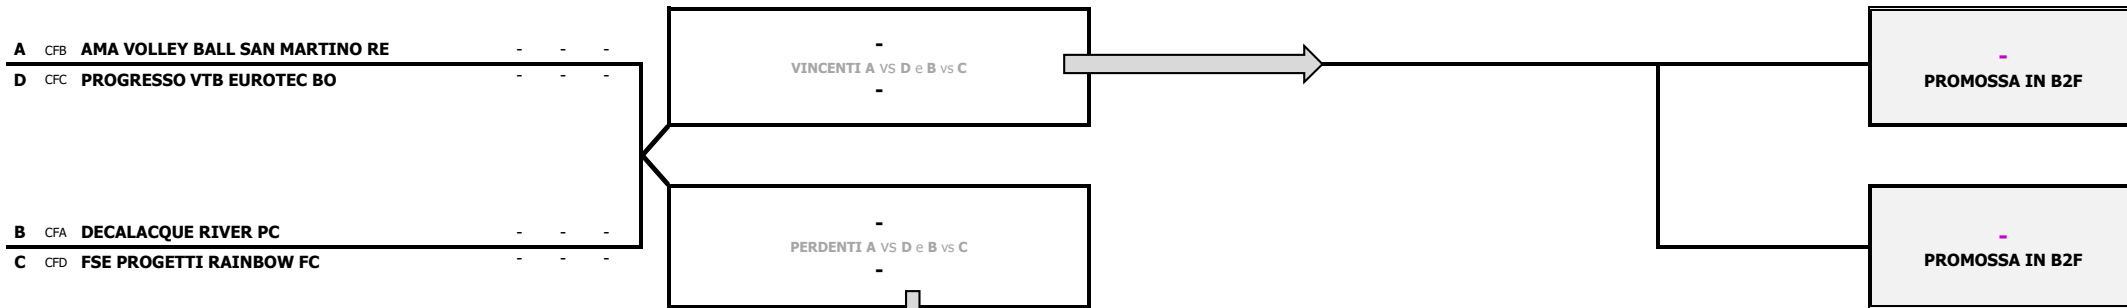 A CFB AMA VOLLEY BALL SAN MARTINO RE - - -
D CFC PROGRESSO VTB EUROTEC BO - - -
-
VINCENTI A VS D e B vs C
-
-
PROMOSSA IN B2F
B CFA DECALACQUE RIVER PC - - -
C CFD FSE PROGETTI RAINBOW FC - - -
-
PERDENTI A VS D e B vs C
-
-
PROMOSSA IN B2F